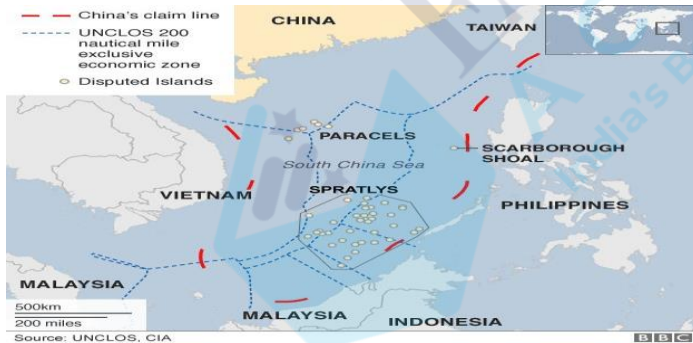 China's claim line
UNCLOS 200
nautical mile
exclusive
economic zone
Disputed Islands
CHINA
TAIWAN
PARACELS
SCARBOROUGH
SHOAL
South China Sea
SPRATLYS
VIETNAM
PHILIPPINES
MALAYSIA
500km
200 miles
MALAYSIA
INDONESIA
Source: UNCLOS, CIA
BBC
India's B